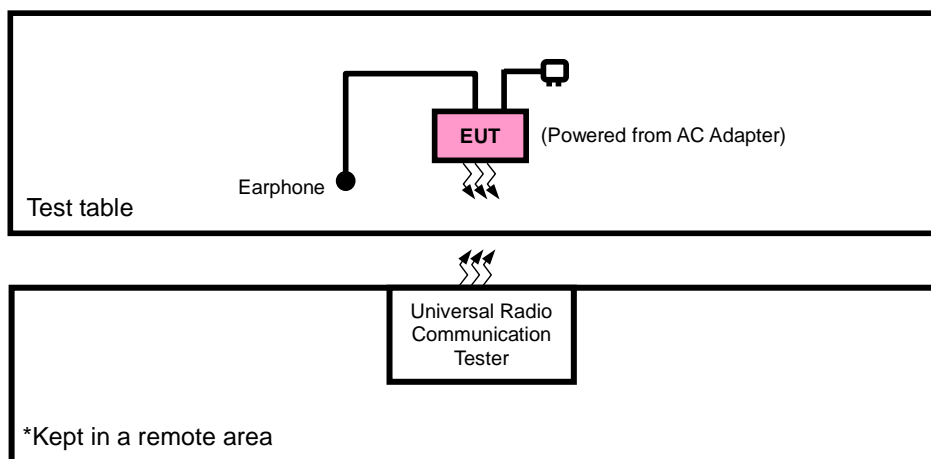 EUT
(Powered from AC Adapter)
Earphone
Test table
Universal Radio
Communication
Tester
*Kept in a remote area